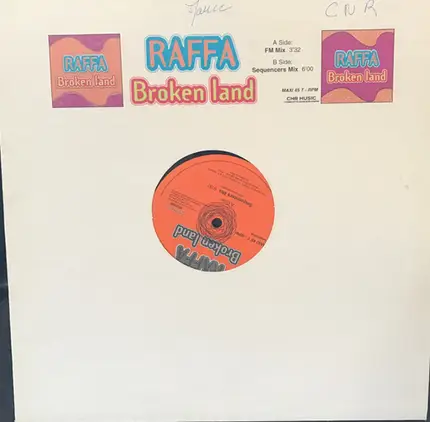 CNR
RAFFA
Broken land
RAFFA
Broken land
A Side:
FM Mix 3'32
B Side:
Sequencers Mix 6'00
MAXI 45 T - RPM
CNR MUSIC
RAFFA
Broken land
RAFFA
Broken land